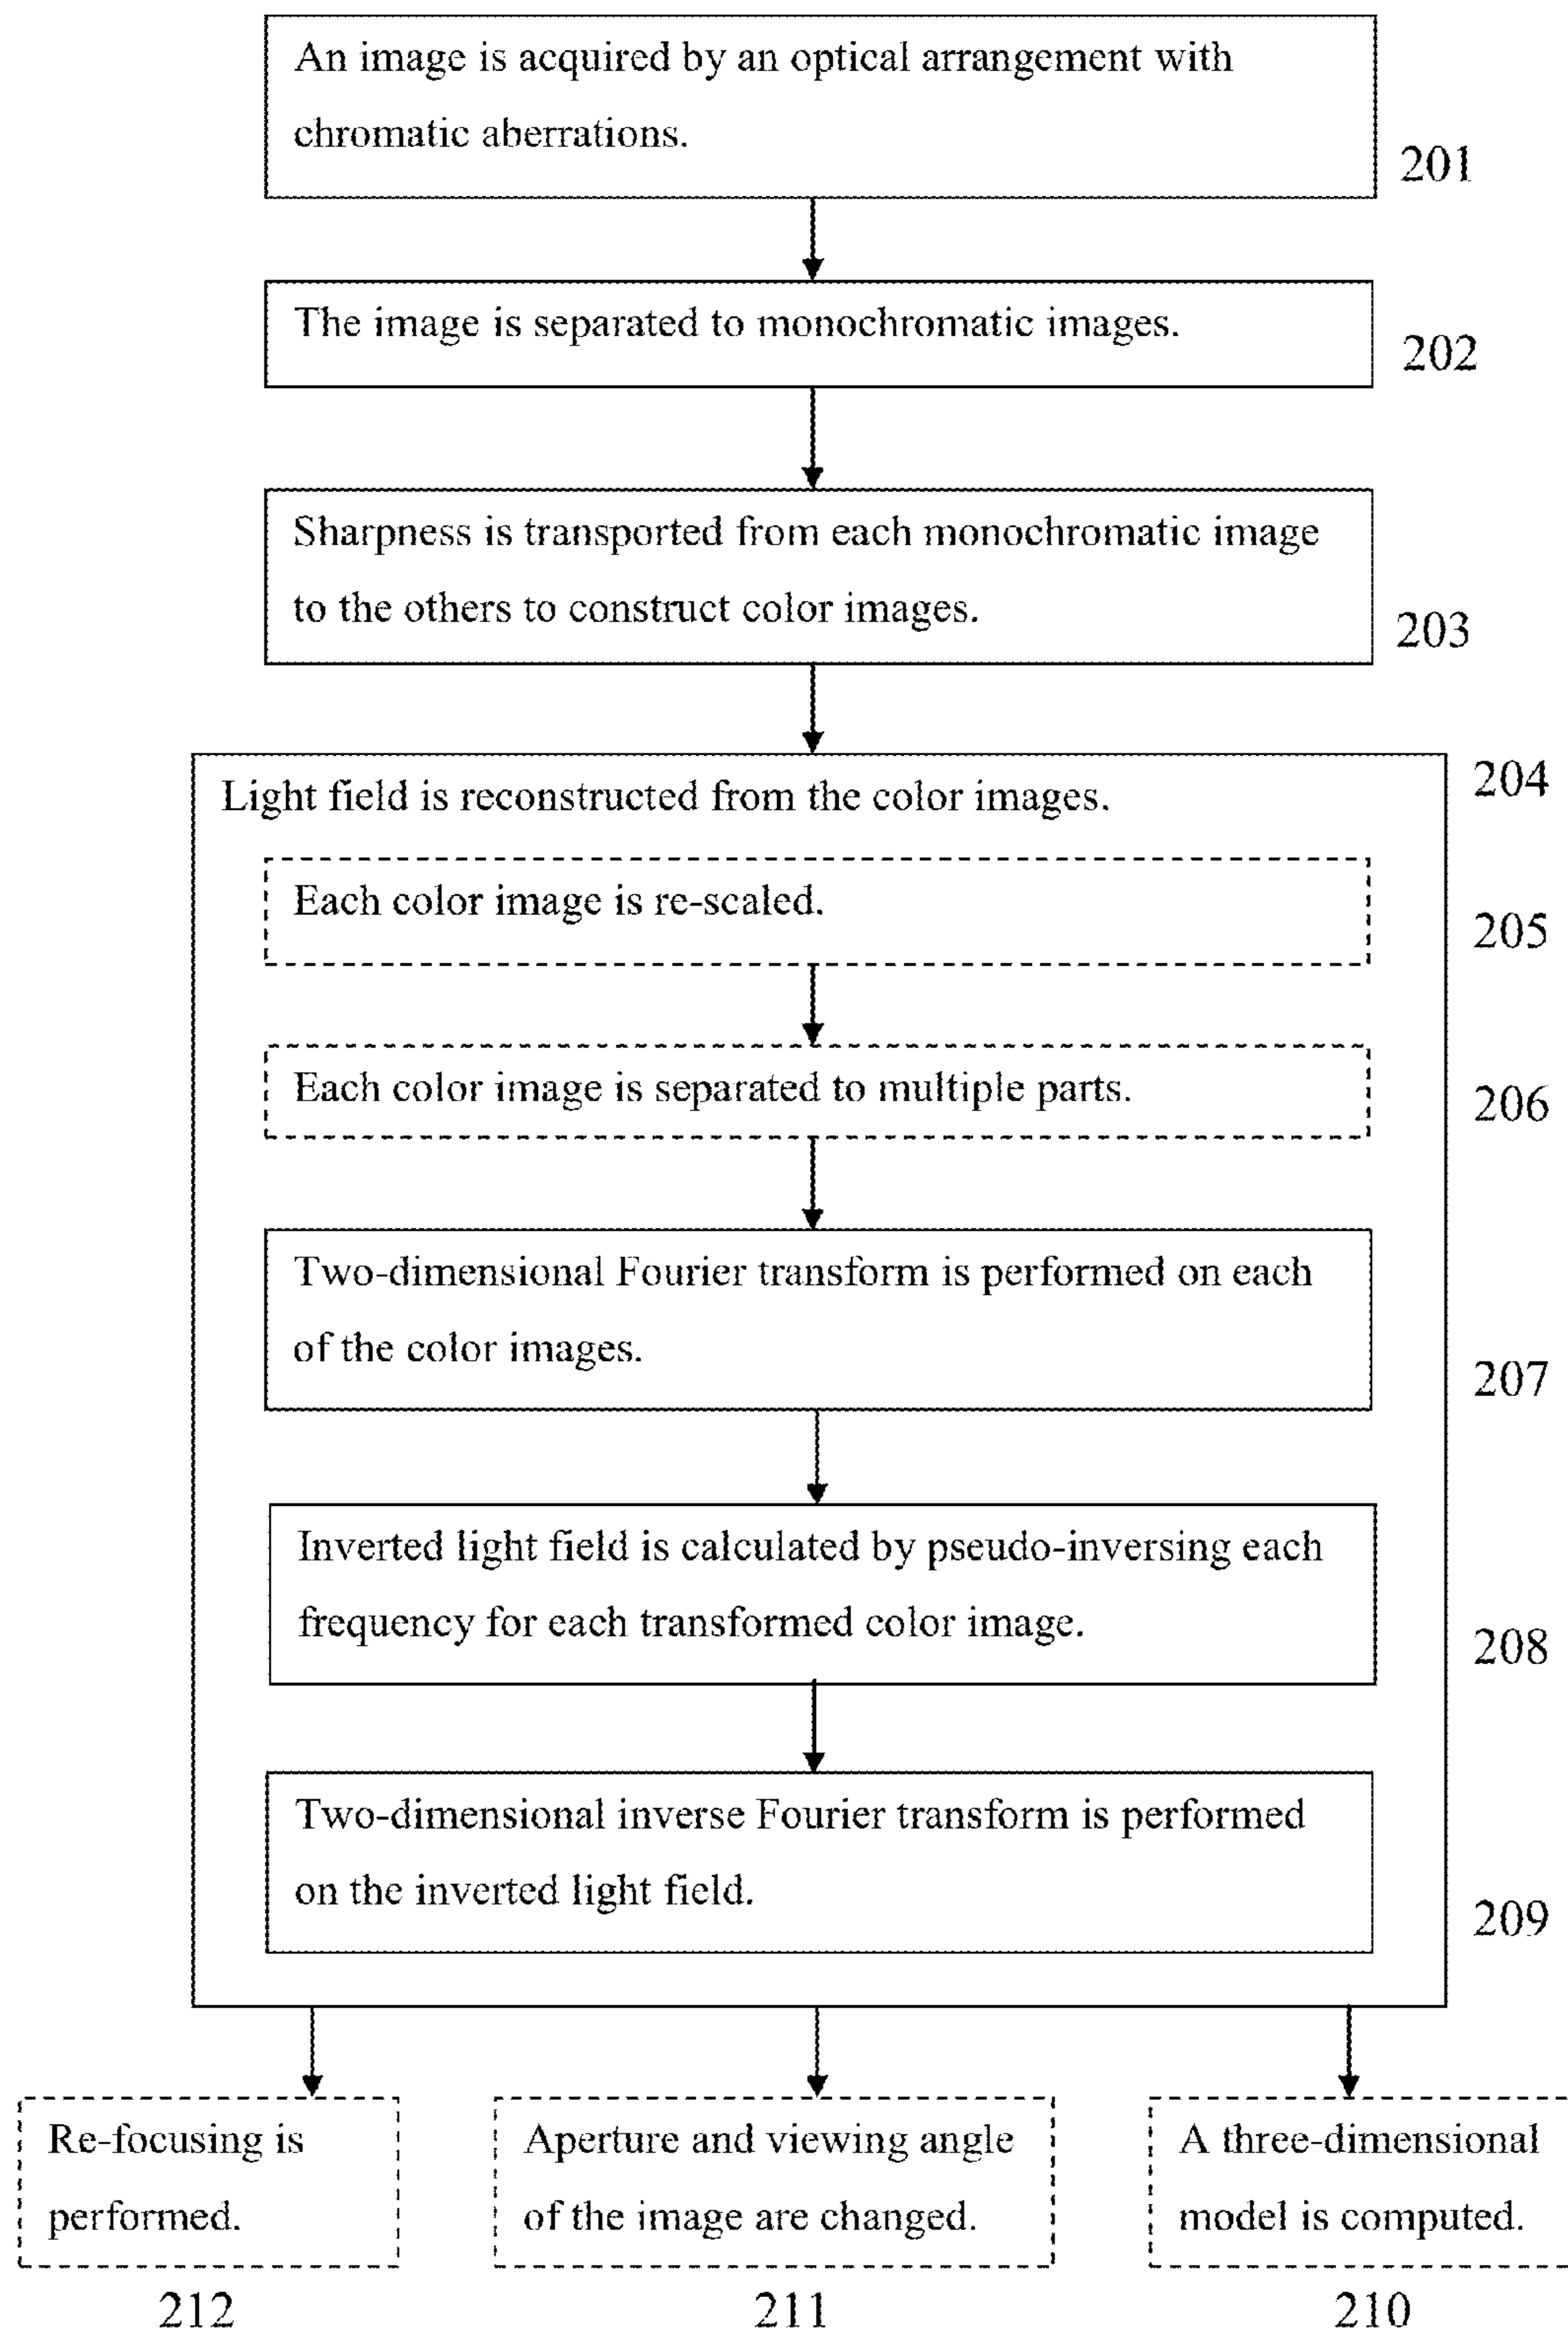 An image is acquired by an optical arrangement with
chromatic aberrations.
201
The image is separated to monochromatic images.
202
Sharpness is transported from each monochromatic image
to the others to construct color images.
203
204
Light field is reconstructed from the color images.
Each color image is re-scaled.
205
Each color image is separated to multiple parts.
206
Two-dimensional Fourier transform is performed on each
of the color images.
207
Inverted light field is calculated by pseudo-inversing each
frequency for each transformed color image.
208
Two-dimensional inverse Fourier transform is performed
on the inverted light field.
209
Re-focusing is
performed.
212
Aperture and viewing angle
of the image are changed.
211
A three-dimensional
model is computed.
210